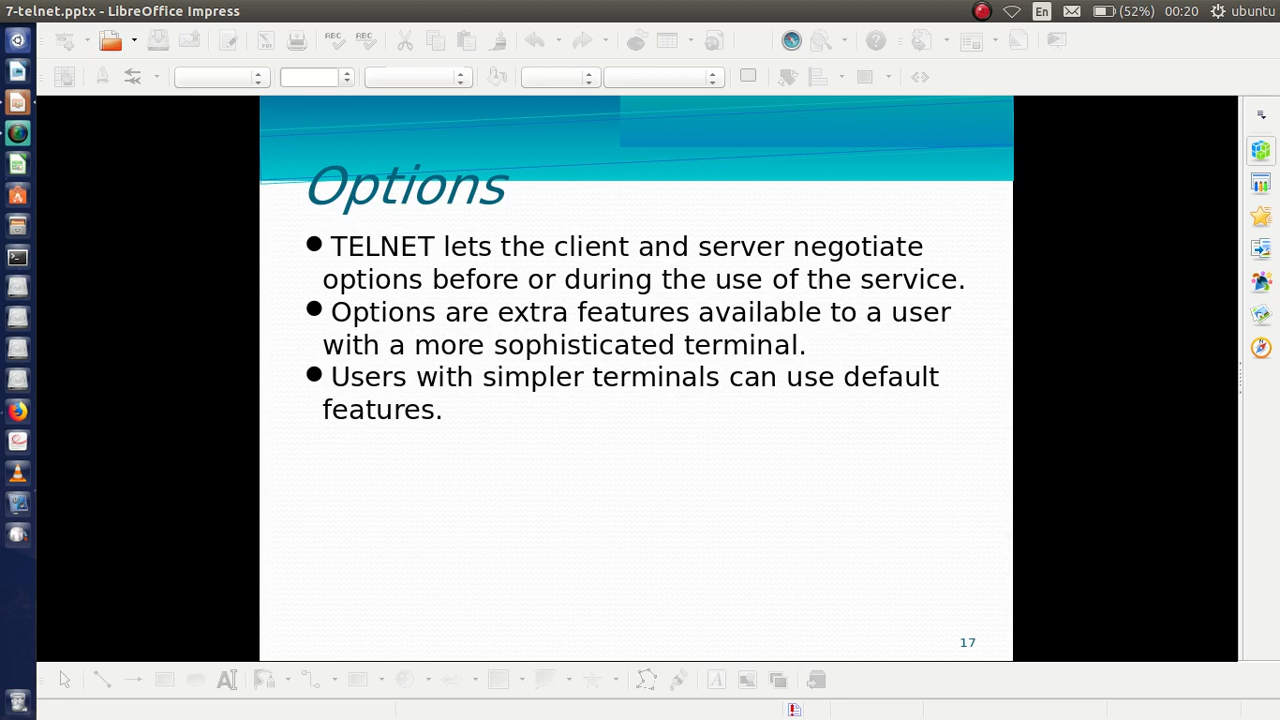 7-telnet.pptx - LibreOffice Impress
En
(52%)
00:20
ubuntu
Options
● TELNET lets the client and server negotiate
options before or during the use of the service.
● Options are extra features available to a user
with a more sophisticated terminal.
● Users with simpler terminals can use default
features.
17